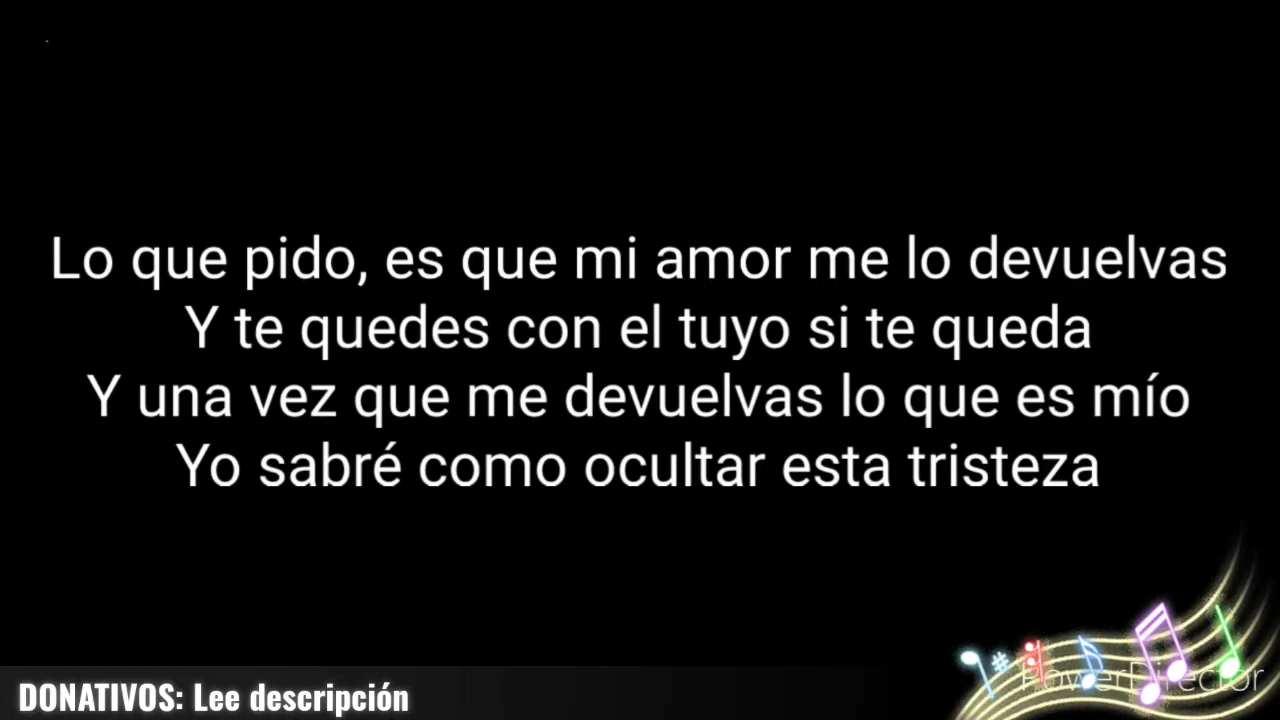 Lo que pido, es que mi amor me lo devuelvas
Y te quedes con el tuyo si te queda
Y una vez que me devuelvas lo que es mío
Yo sabré como ocultar esta tristeza
PowerDirector
DONATIVOS: Lee descripción